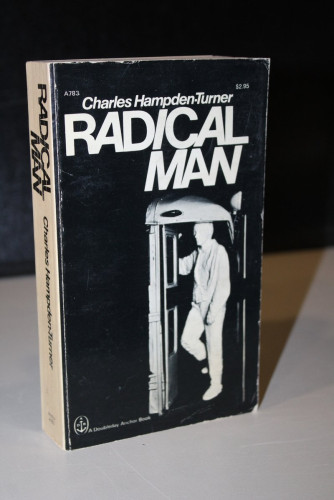 A783
$2.95
Charles Hampden-Turner
RADICAL
MAN
A Doubleday Anchor Book
RADICAL
MAN
Charles Hampden-Turner